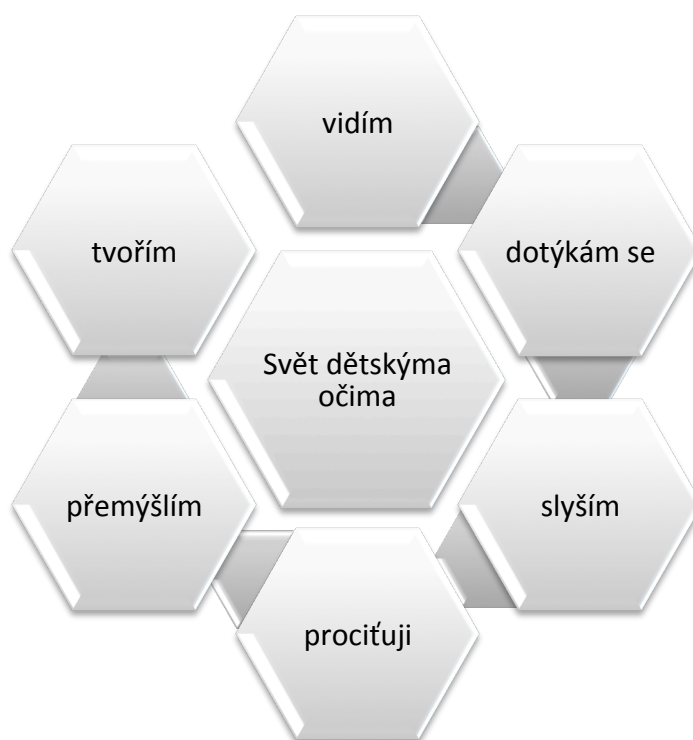 vidím
dotýkám se
slyším
prociťuji
přemýšlím
tvořím
Svět dětskýma
očima